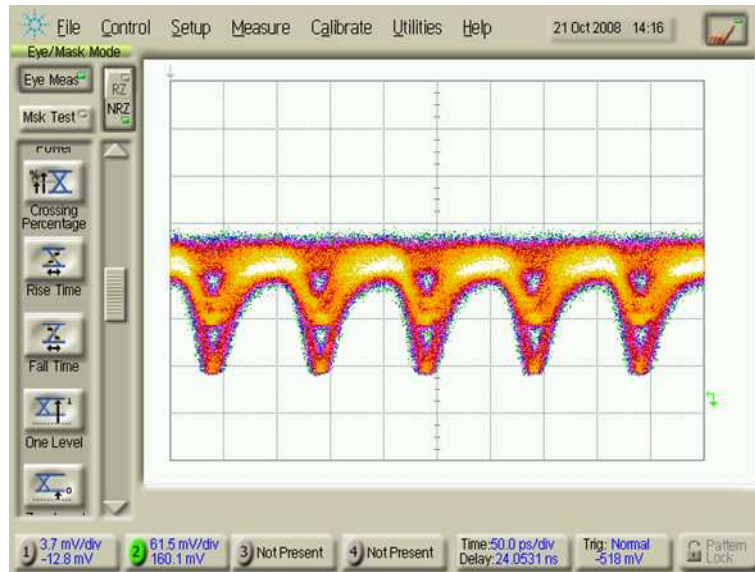 File Control Setup Measure Calibrate Utilities Help 21 Oct 2008 14:16
Eye/Mask Mode
Eye Meas
RZ
NRZ
Msk Test
Power
Crossing
Percentage
Rise Time
Fall Time
One Level
1) 3.7 mV/div
-12.8 mV
2) 61.5 mV/div
160.1 mV
3) Not Present
4) Not Present
Time:50.0 ps/div
Delay:24.0531 ns
Trig: Normal
-518 mV
Pattern
Lock